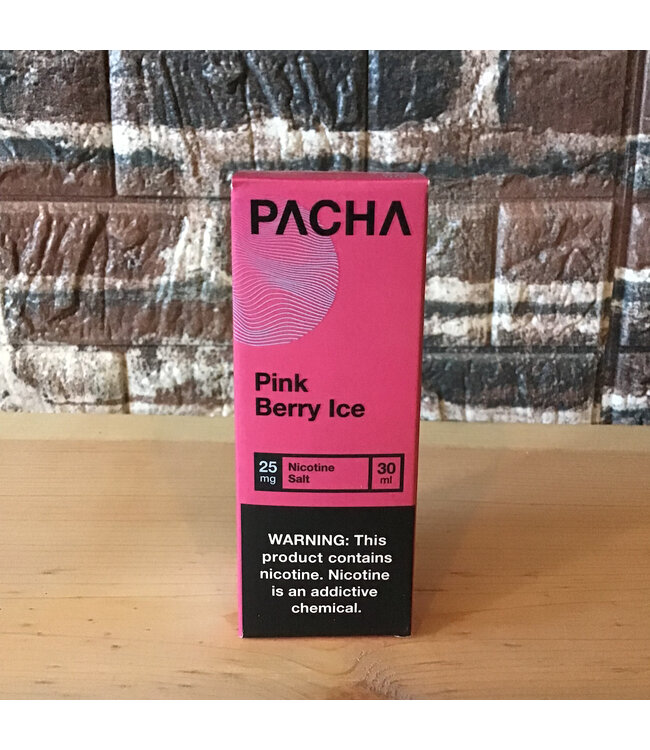 PACHA
Pink
Berry Ice
25
mg
Nicotine
Salt
30
ml
WARNING: This
product contains
nicotine. Nicotine
is an addictive
chemical.